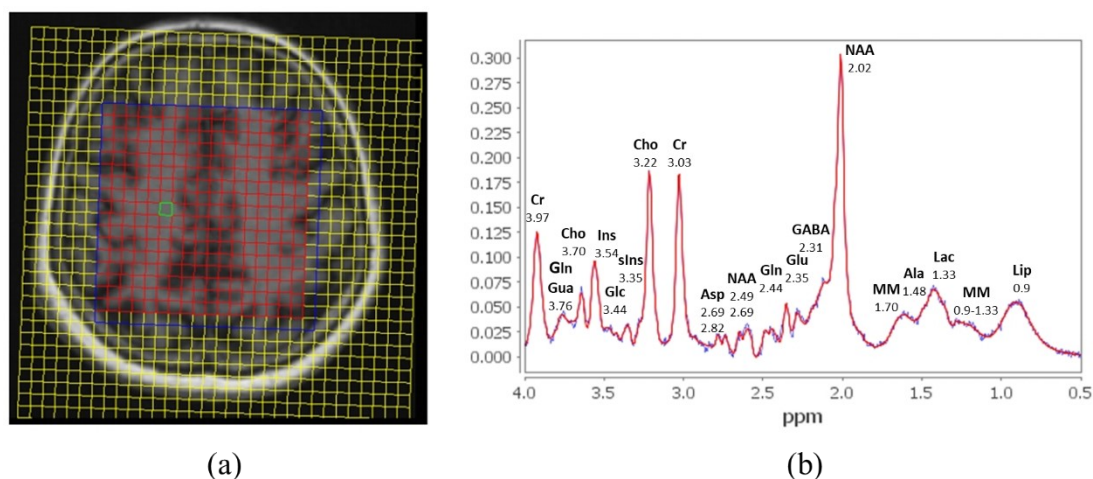 NAA
2.02
Cho
3.22
Cr
3.03
Cr
3.97
Cho
3.70
Ins
3.54
Gln
Gua
3.76
sIns
3.35
Glc
3.44
GABA
2.31
Gln
2.44
Glu
2.35
NAA
2.49
2.69
Asp
2.69
2.82
MM
1.70
Ala
1.48
Lac
1.33
MM
0.9-1.33
Lip
0.9
0.300
0.275
0.250
0.225
0.200
0.175
0.150
0.125
0.100
0.075
0.050
0.025
0.000
4.0 3.5 3.0 2.5 2.0 1.5 1.0 0.5
ppm
(a)
(b)